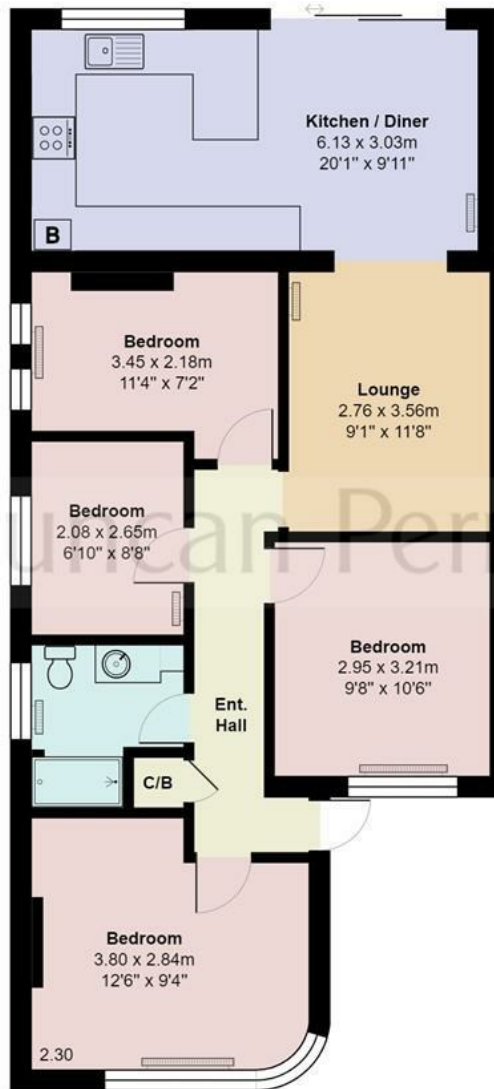 Kitchen / Diner
6.13 x 3.03m
20'1" x 9'11"
B
Bedroom
3.45 x 2.18m
11'4" x 7'2"
Lounge
2.76 x 3.56m
9'1" x 11'8"
Bedroom
2.08 x 2.65m
6'10" x 8'8"
Bedroom
2.95 x 3.21m
9'8" x 10'6"
Ent.
Hall
C/B
Bedroom
3.80 x 2.84m
12'6" x 9'4"
2.30